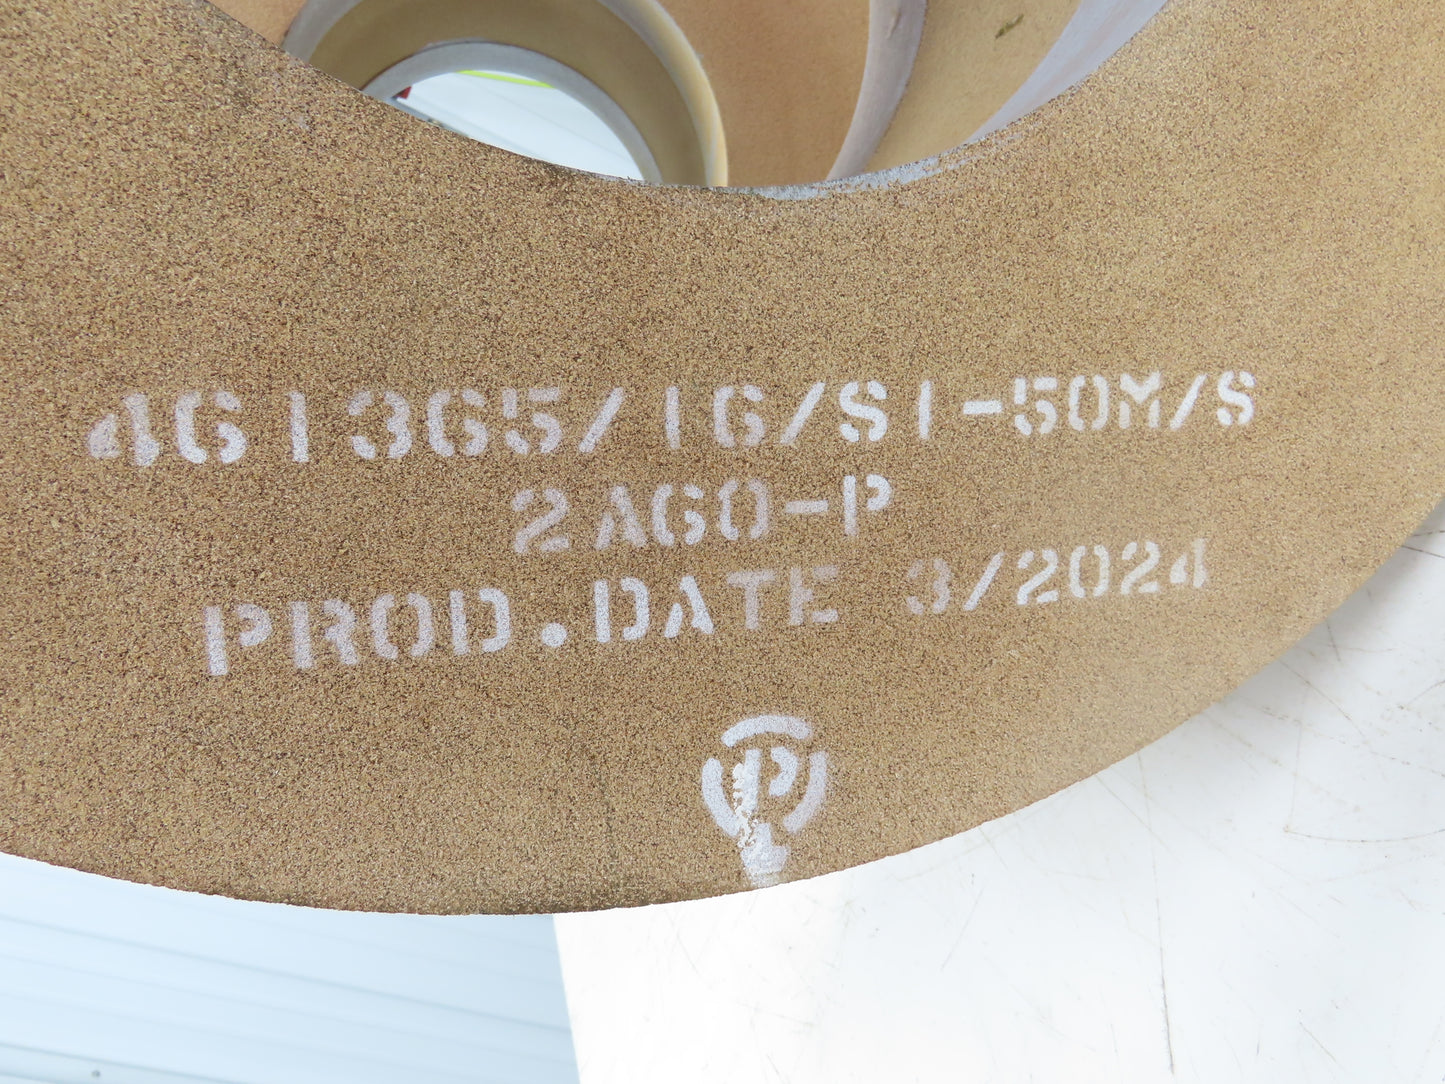 461365/16/S1-50M/S
2A60-P
PROD.DATE 3/2024
P